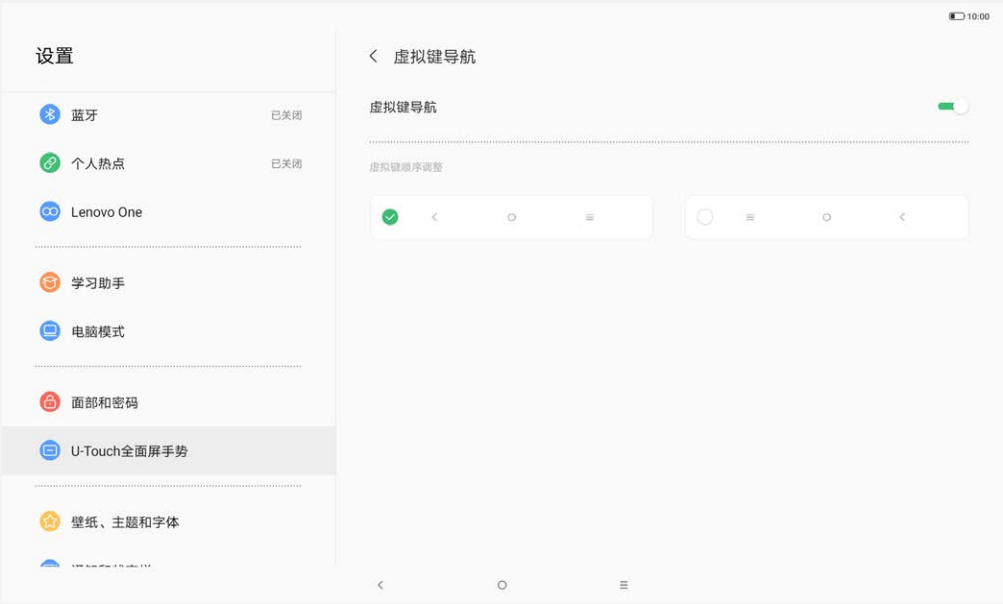 10:00
设置
虚拟键导航
蓝牙 已关闭
虚拟键导航
个人热点 已关闭
虚拟键顺序调整
Lenovo One
学习助手
电脑模式
面部和密码
U-Touch全面屏手势
壁纸、主题和字体